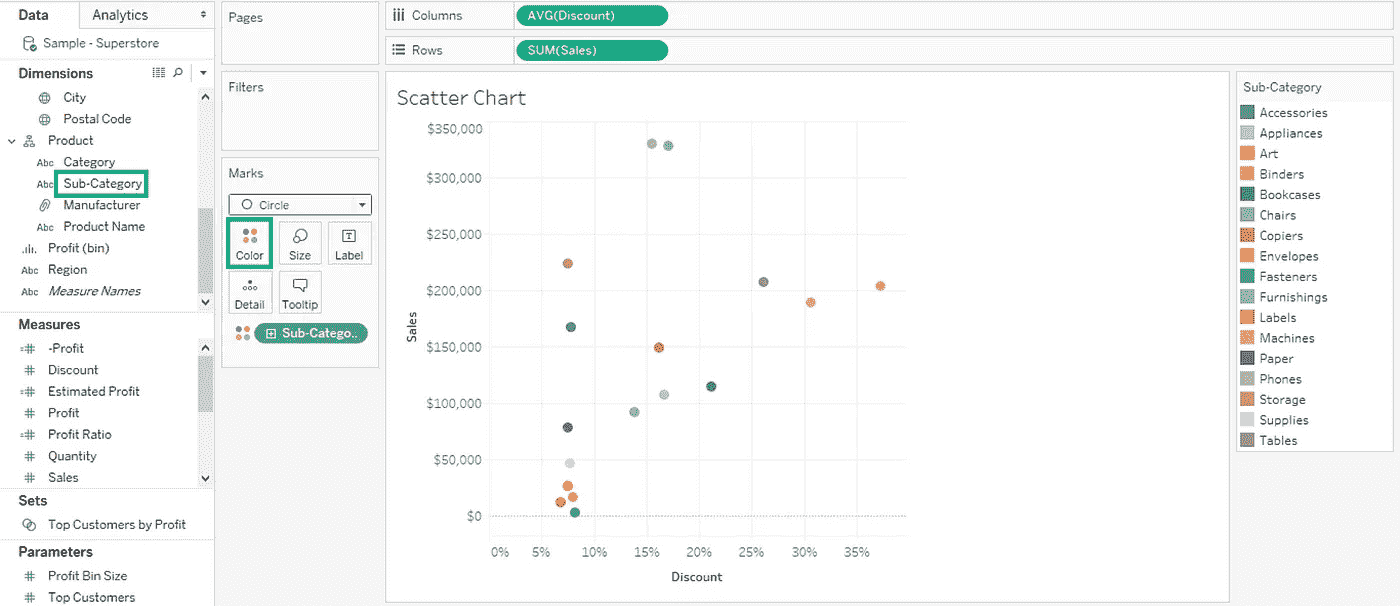 Data
Analytics
Sample - Superstore
Dimensions
City
Postal Code
Product
Abc Category
Abc Sub-Category
Manufacturer
Abc Product Name
Profit (bin)
Abc Region
Abc Measure Names
Measures
-Profit
Discount
Estimated Profit
Profit
Profit Ratio
Quantity
Sales
Sets
Top Customers by Profit
Parameters
Profit Bin Size
Top Customers
Pages
Filters
Marks
Circle
Color Size Label
Detail Tooltip
Sub-Catego..
Columns AVG(Discount)
Rows SUM(Sales)
Scatter Chart
Sales
$350,000
$300,000
$250,000
$200,000
$150,000
$100,000
$50,000
$0
0% 5% 10% 15% 20% 25% 30% 35%
Discount
Sub-Category
Accessories
Appliances
Art
Binders
Bookcases
Chairs
Copiers
Envelopes
Fasteners
Furnishings
Labels
Machines
Paper
Phones
Storage
Supplies
Tables